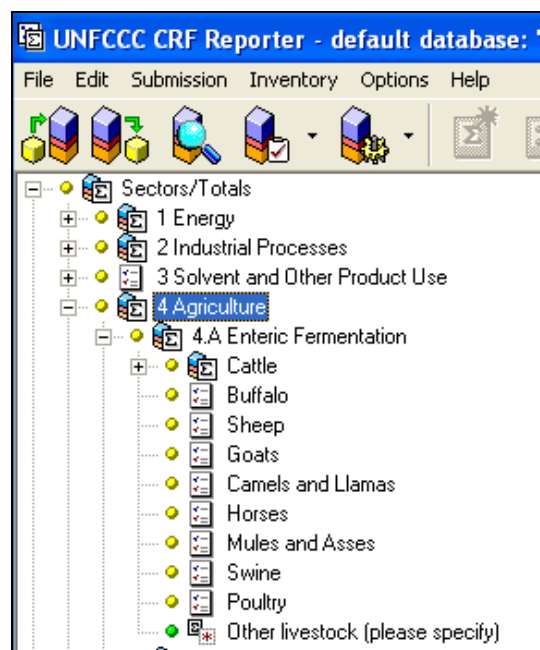 UNFCCC CRF Reporter - default database: '
File Edit Submission Inventory Options Help
Sectors/Totals
1 Energy
2 Industrial Processes
3 Solvent and Other Product Use
4 Agriculture
4.A Enteric Fermentation
Cattle
Buffalo
Sheep
Goats
Camels and Llamas
Horses
Mules and Asses
Swine
Poultry
Other livestock (please specify)